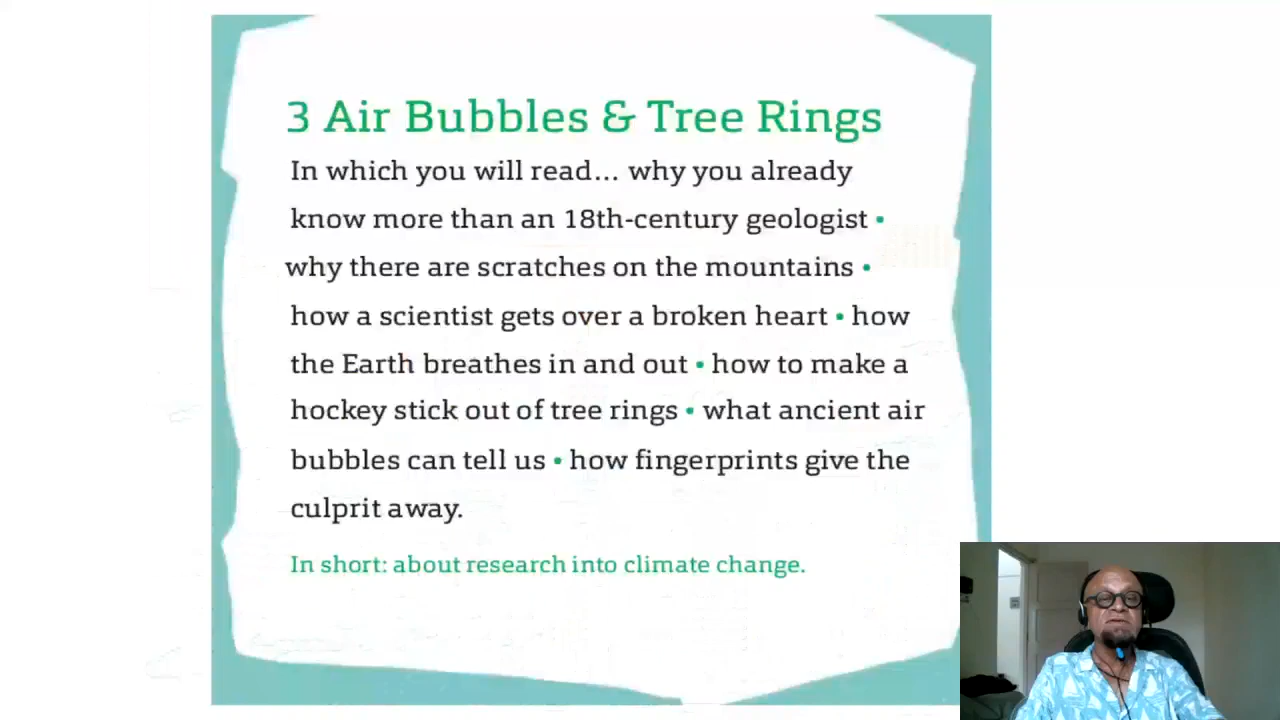 3 Air Bubbles & Tree Rings
In which you will read... why you already
know more than an 18th-century geologist •
why there are scratches on the mountains •
how a scientist gets over a broken heart • how
the Earth breathes in and out • how to make a
hockey stick out of tree rings • what ancient air
bubbles can tell us • how fingerprints give the
culprit away.
In short: about research into climate change.